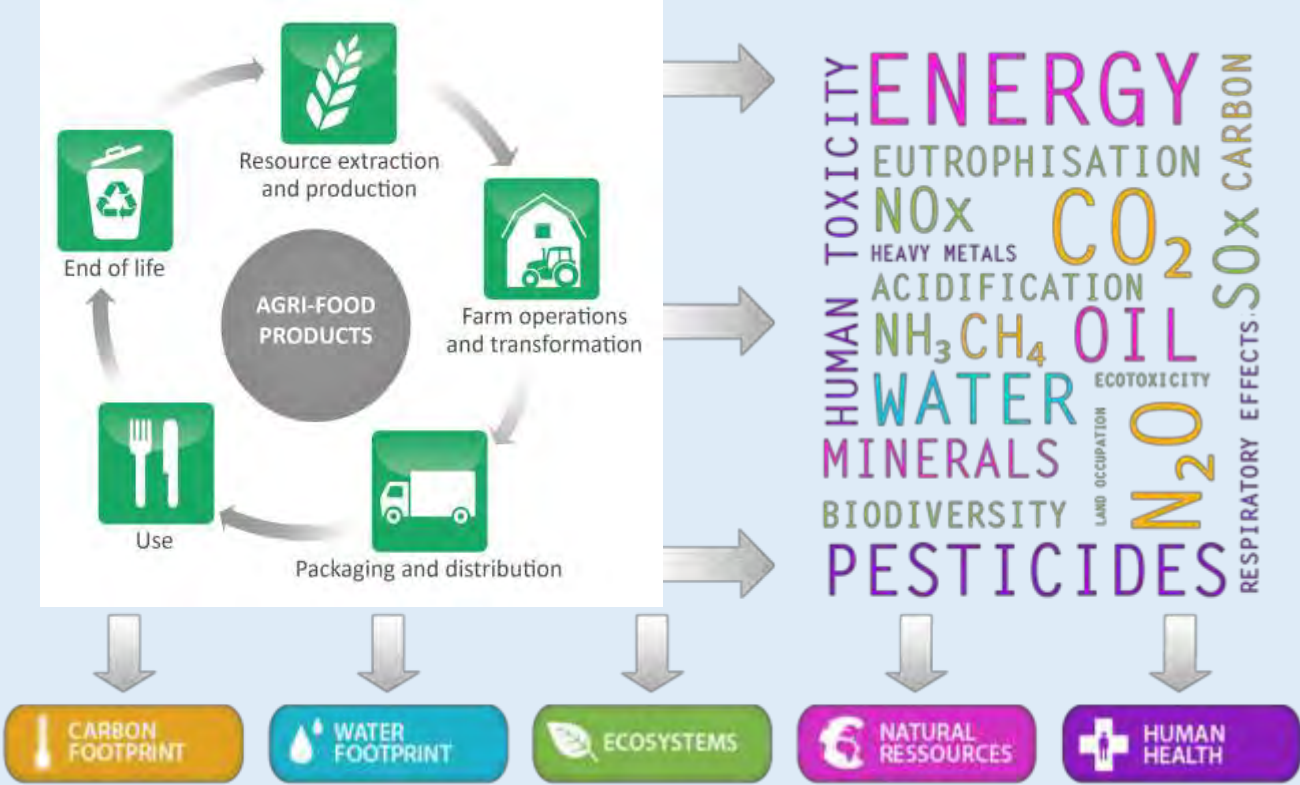 Resource extraction
and production
Farm operations
and transformation
Packaging and distribution
Use
End of life
AGRI-FOOD
PRODUCTS
HUMAN TOXICITY
ENERGY
CARBON
EUTROPHISATION
NOx
CO₂
SOx
HEAVY METALS
ACIDIFICATION
NH₃
CH₄
OIL
WATER
ECOTOXICITY
RESPIRATORY EFFECTS
MINERALS
LAND OCCUPATION
N₂O
BIODIVERSITY
PESTICIDES
CARBON
FOOTPRINT
WATER
FOOTPRINT
ECOSYSTEMS
NATURAL
RESSOURCES
HUMAN
HEALTH